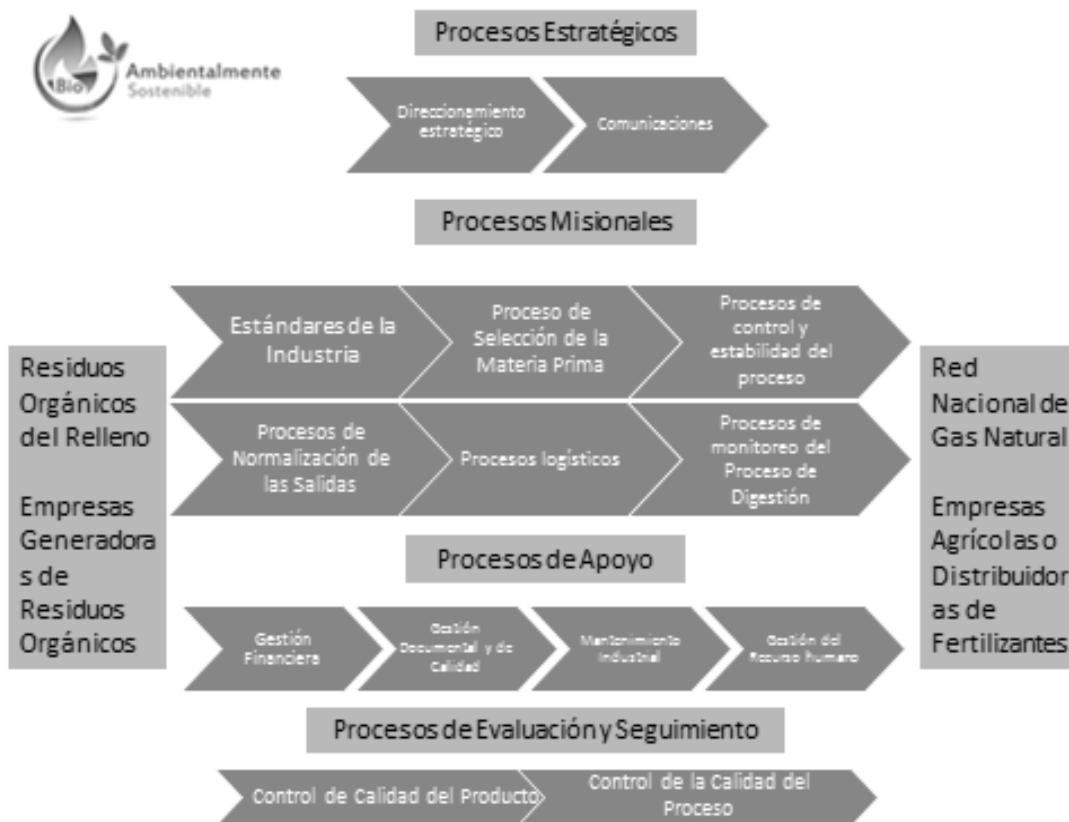 Procesos Estratégicos
Bio
Ambientalmente
Sostenible
Direccionamiento
estratégico
Comunicaciones
Procesos Misionales
Estándares de la
Industria
Proceso de
Selección de la
Materia Prima
Procesos de
control y
estabilidad del
proceso
Residuos
Orgánicos
del Relleno
Empresas
Generadora
s de
Residuos
Orgánicos
Procesos de
Normalización de
las Salidas
Procesos logísticos
Procesos de
monitoreo del
Proceso de
Digestión
Red
Nacional de
Gas Natural
Empresas
Agrícolas o
Distribuidor
as de
Fertilizantes
Procesos de Apoyo
Gestión
Financiera
Gestión
Documental y de
Calidad
Mantenimiento
Industrial
Gestión del
Recurso humano
Procesos de Evaluación y Seguimiento
Control de Calidad del Producto
Control de la Calidad del
Proceso